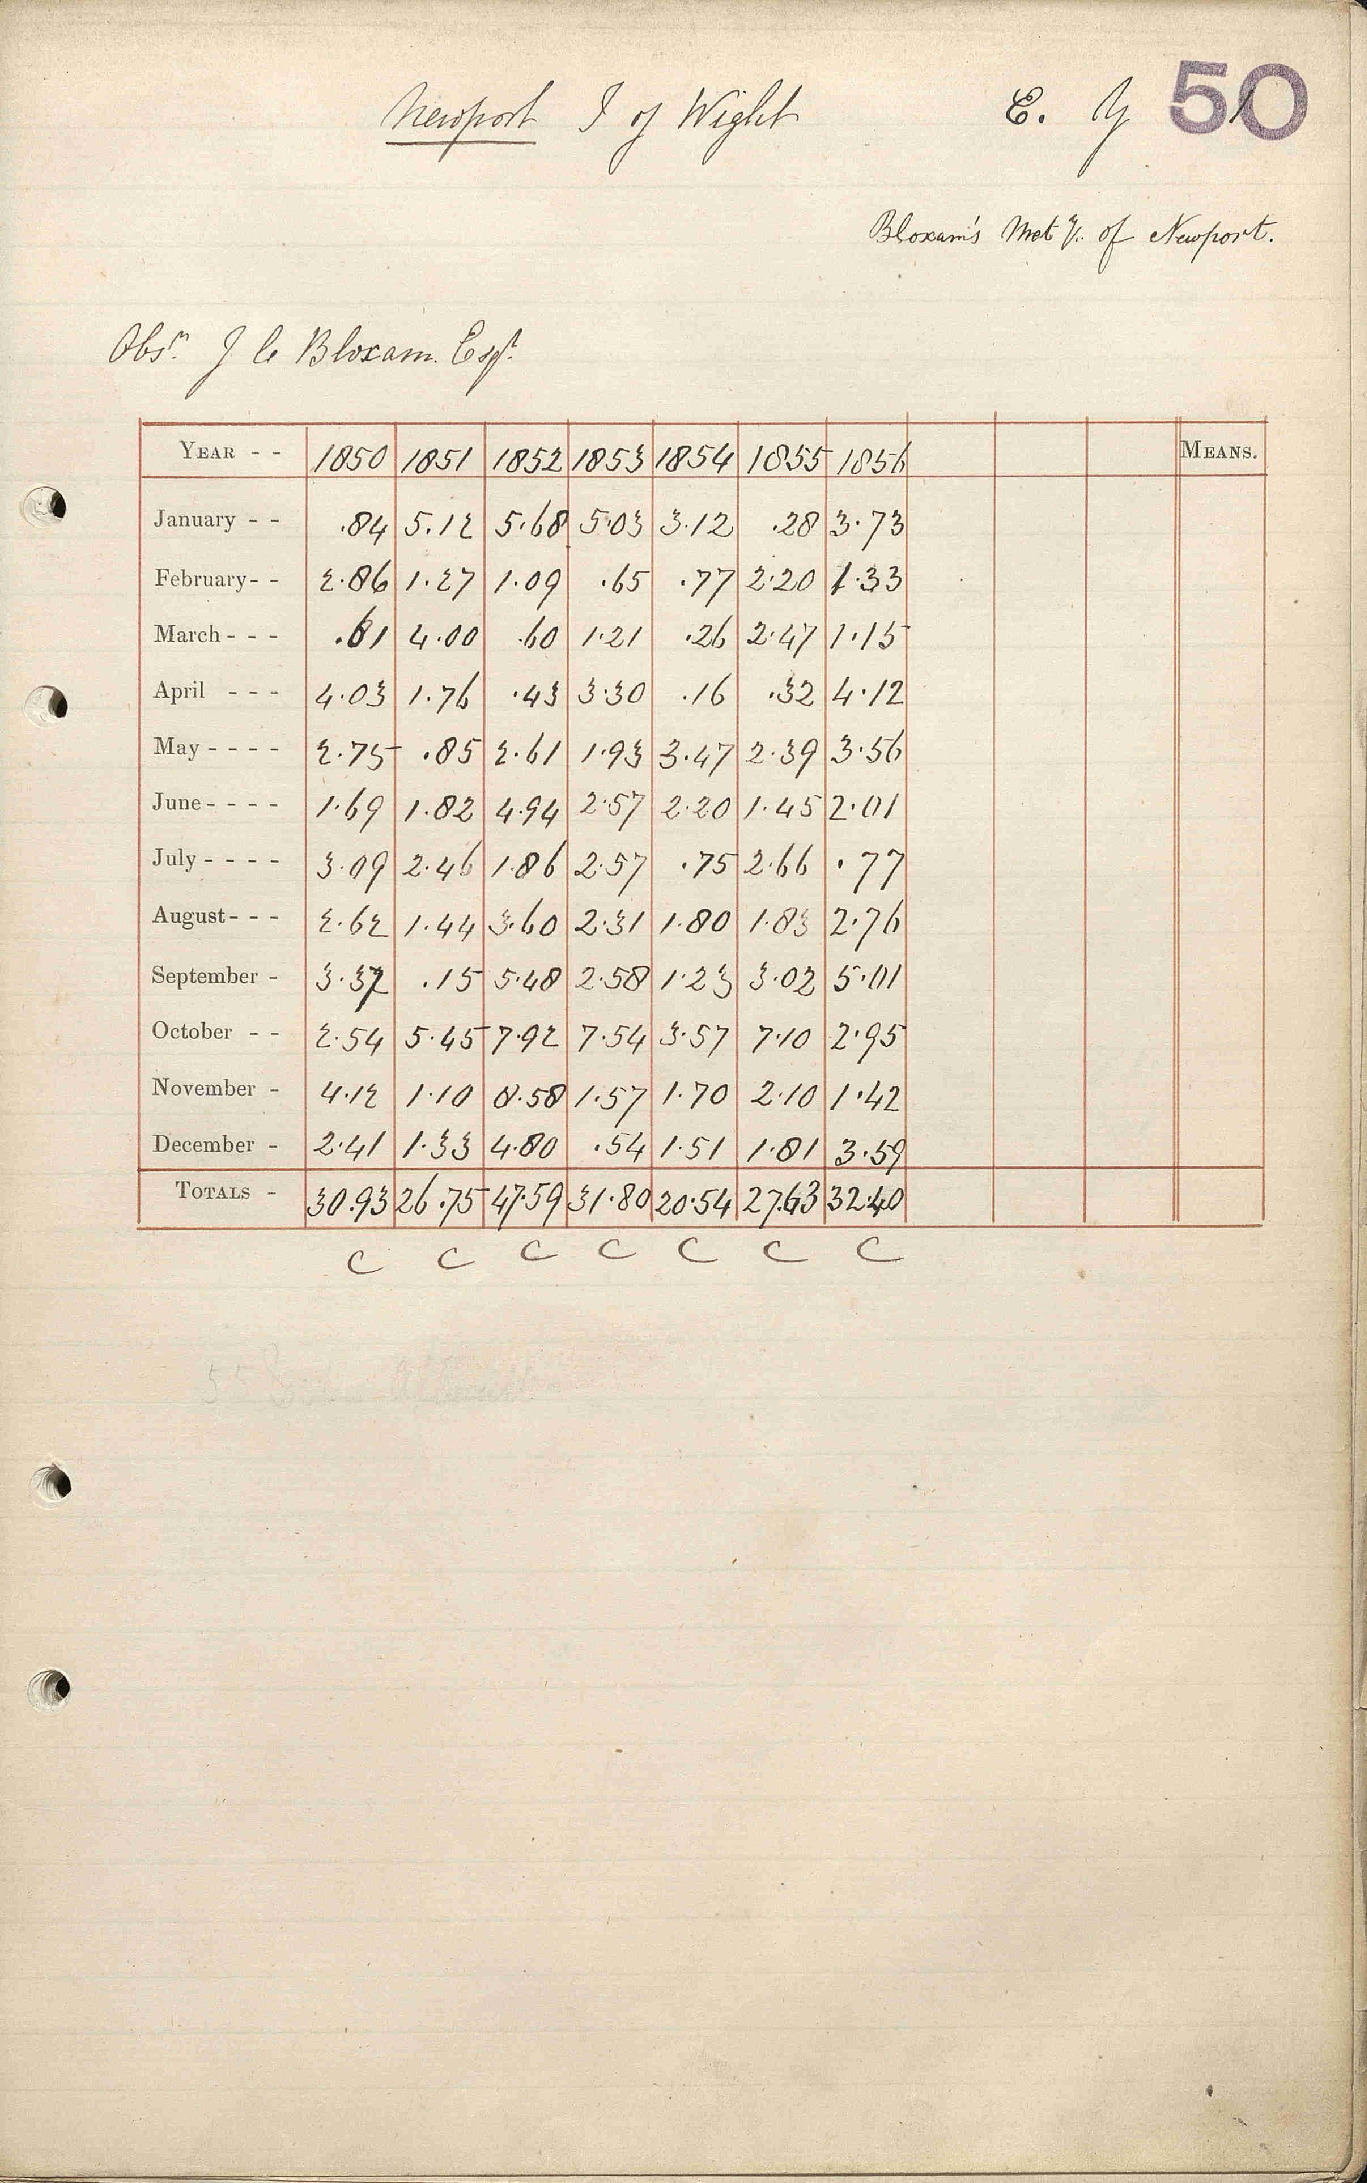 Newport I of Wight E. Y 50
Bloxam's Met y. of Newport.
Obsr. J C Bloxam Esqr.
YEAR - - 1850 1851 1852 1853 1854 1855 1856 MEANS.
January - - .84 5.12 5.68 5.03 3.12 .28 3.73
February - - 2.86 1.27 1.09 .65 .77 2.20 1.33
March - - - .61 4.00 .60 1.21 .26 2.47 1.15
April - - - 4.03 1.76 .43 3.30 .16 .32 4.12
May - - - - 2.75 .85 2.61 1.93 3.47 2.39 3.56
June - - - - 1.69 1.82 4.94 2.57 2.20 1.45 2.01
July - - - - 3.09 2.46 1.86 2.57 .75 2.66 .77
August - - - 2.62 1.44 3.60 2.31 1.80 1.83 2.76
September - 3.37 .15 5.48 2.58 1.23 3.02 5.01
October - - 2.54 5.45 7.92 7.54 3.57 7.10 2.95
November - 4.12 1.10 8.58 1.57 1.70 2.10 1.42
December - 2.41 1.33 4.80 .54 1.51 1.81 3.59
TOTALS - 30.93 26.75 47.59 31.80 20.54 27.63 32.40
C C C C C C C